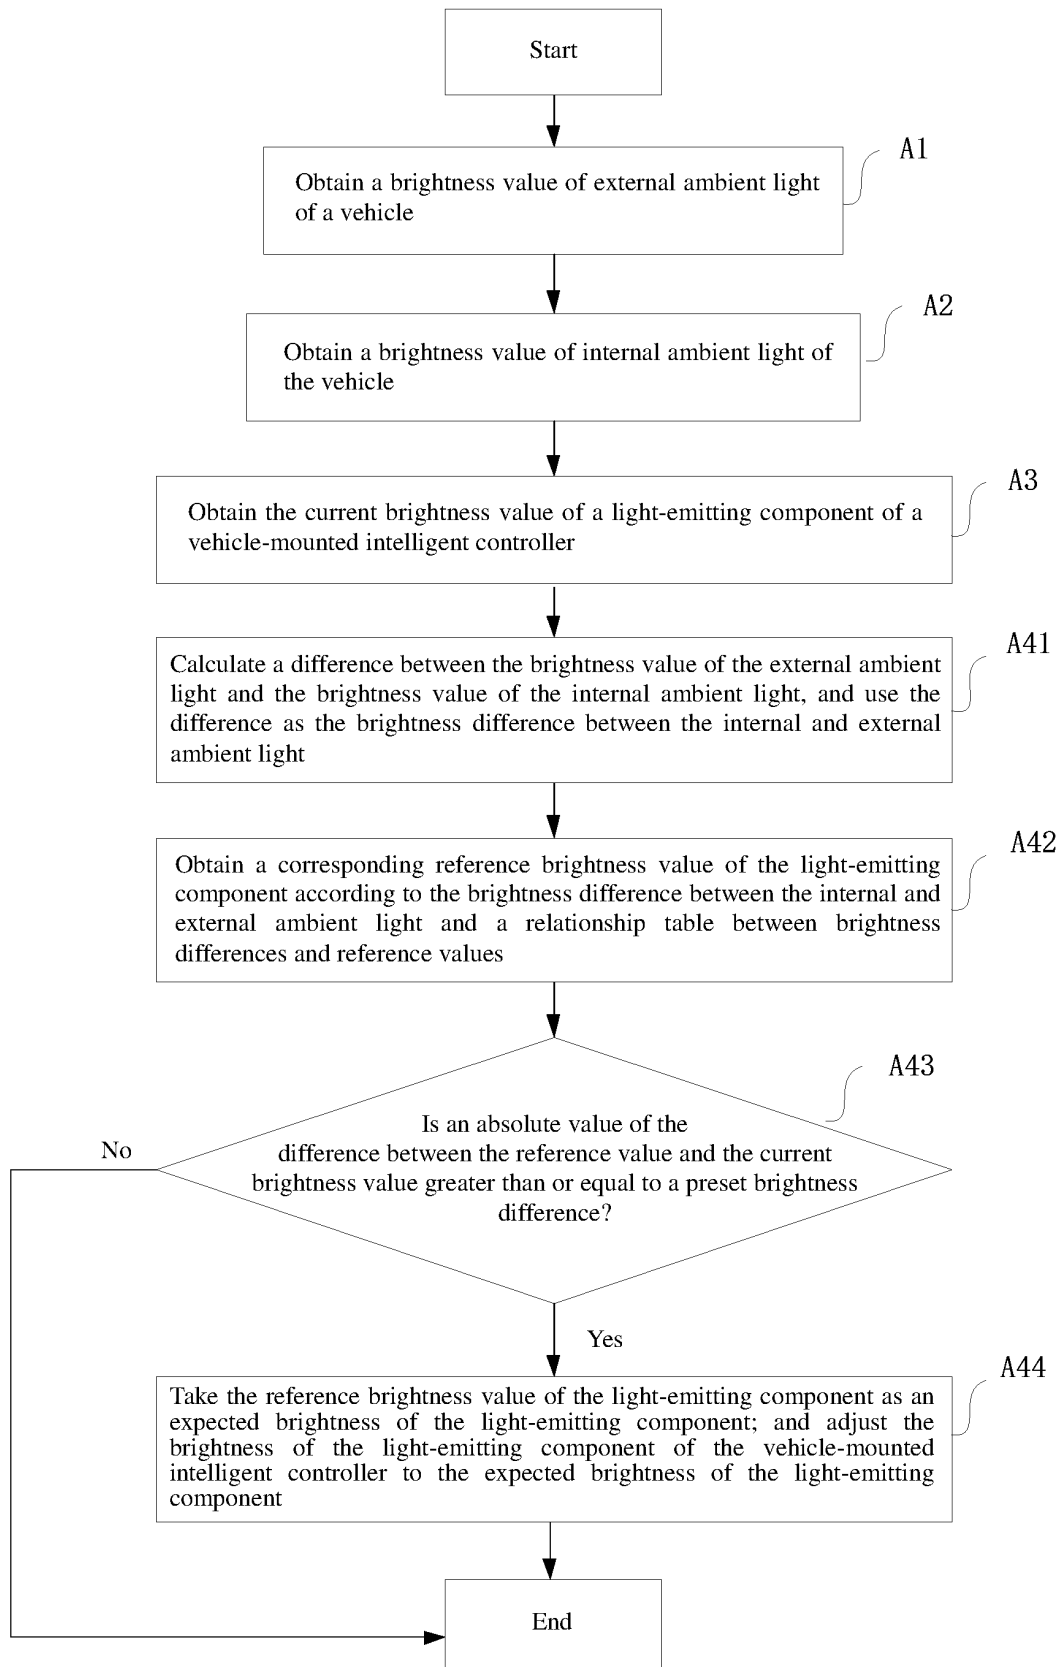 Start
A1
Obtain a brightness value of external ambient light
of a vehicle
A2
Obtain a brightness value of internal ambient light of
the vehicle
A3
Obtain the current brightness value of a light-emitting component of a
vehicle-mounted intelligent controller
A41
Calculate a difference between the brightness value of the external ambient
light and the brightness value of the internal ambient light, and use the
difference as the brightness difference between the internal and external
ambient light
A42
Obtain a corresponding reference brightness value of the light-emitting
component according to the brightness difference between the internal and
external ambient light and a relationship table between brightness
differences and reference values
A43
Is an absolute value of the
difference between the reference value and the current
brightness value greater than or equal to a preset brightness
difference?
No
Yes
A44
Take the reference brightness value of the light-emitting component as an
expected brightness of the light-emitting component; and adjust the
brightness of the light-emitting component of the vehicle-mounted
intelligent controller to the expected brightness of the light-emitting
component
End